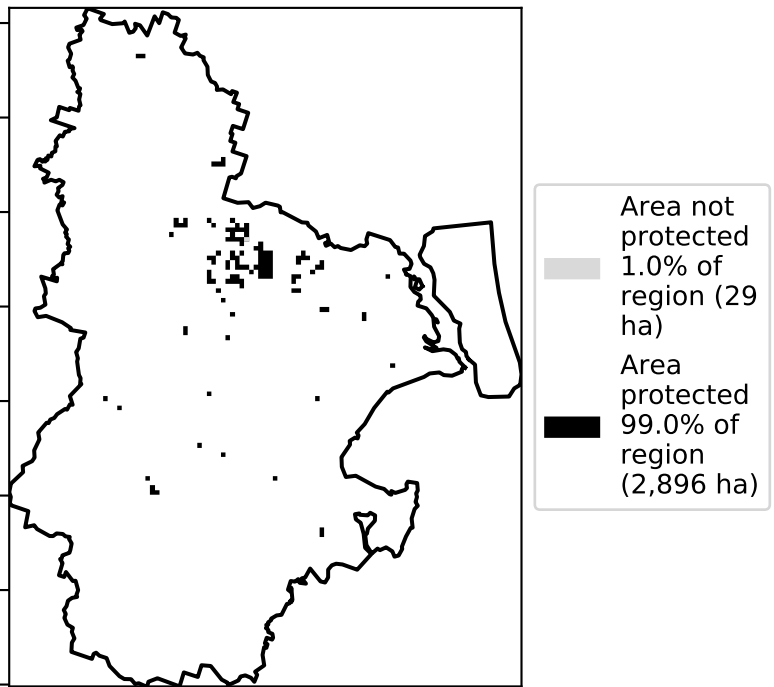 Area not
protected
1.0% of
region (29
ha)
Area
protected
99.0% of
region
(2,896 ha)